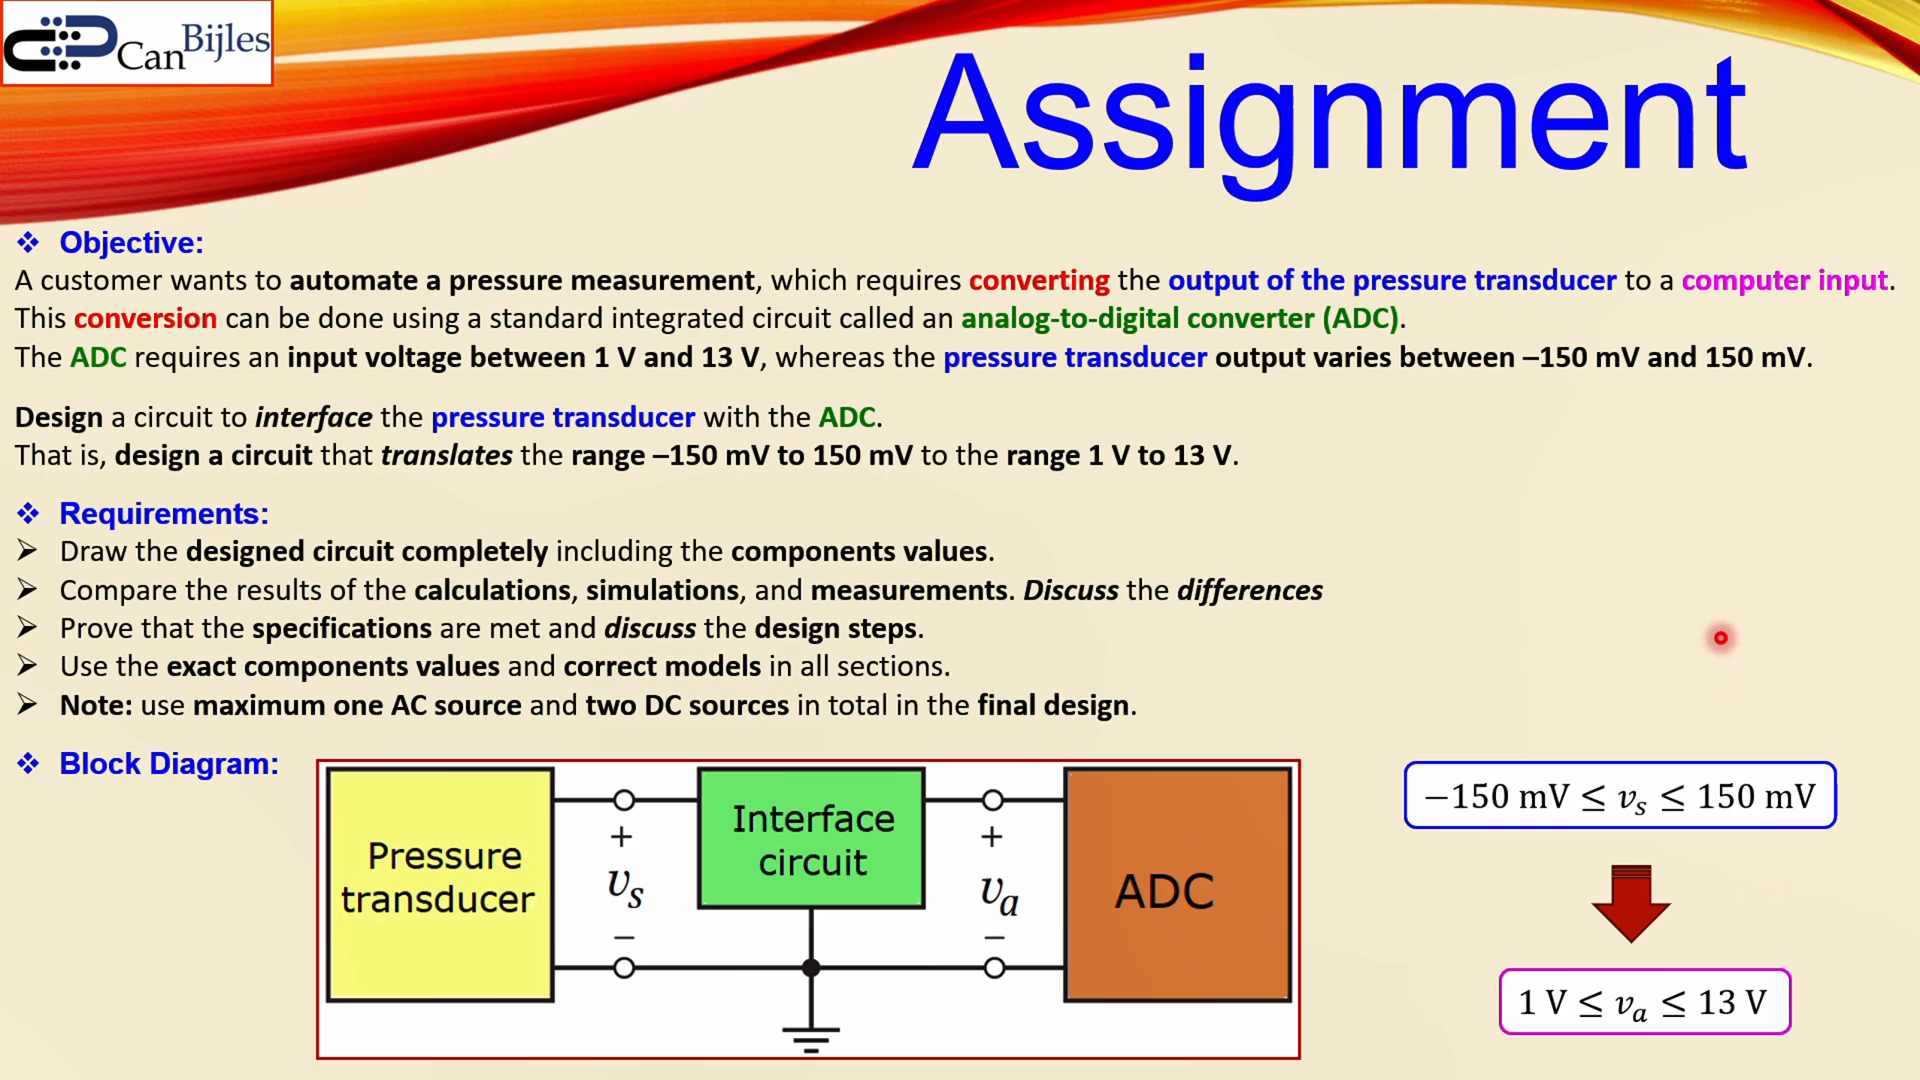 CanBijles
Assignment
❖ Objective:
A customer wants to automate a pressure measurement, which requires converting the output of the pressure transducer to a computer input.
This conversion can be done using a standard integrated circuit called an analog-to-digital converter (ADC).
The ADC requires an input voltage between 1 V and 13 V, whereas the pressure transducer output varies between –150 mV and 150 mV.
Design a circuit to interface the pressure transducer with the ADC.
That is, design a circuit that translates the range –150 mV to 150 mV to the range 1 V to 13 V.
❖ Requirements:
➢ Draw the designed circuit completely including the components values.
➢ Compare the results of the calculations, simulations, and measurements. Discuss the differences
➢ Prove that the specifications are met and discuss the design steps.
➢ Use the exact components values and correct models in all sections.
➢ Note: use maximum one AC source and two DC sources in total in the final design.
❖ Block Diagram:
Pressure
transducer
+
v_s
−
Interface
circuit
+
v_a
−
ADC
−150 mV ≤ v_s ≤ 150 mV
1 V ≤ v_a ≤ 13 V